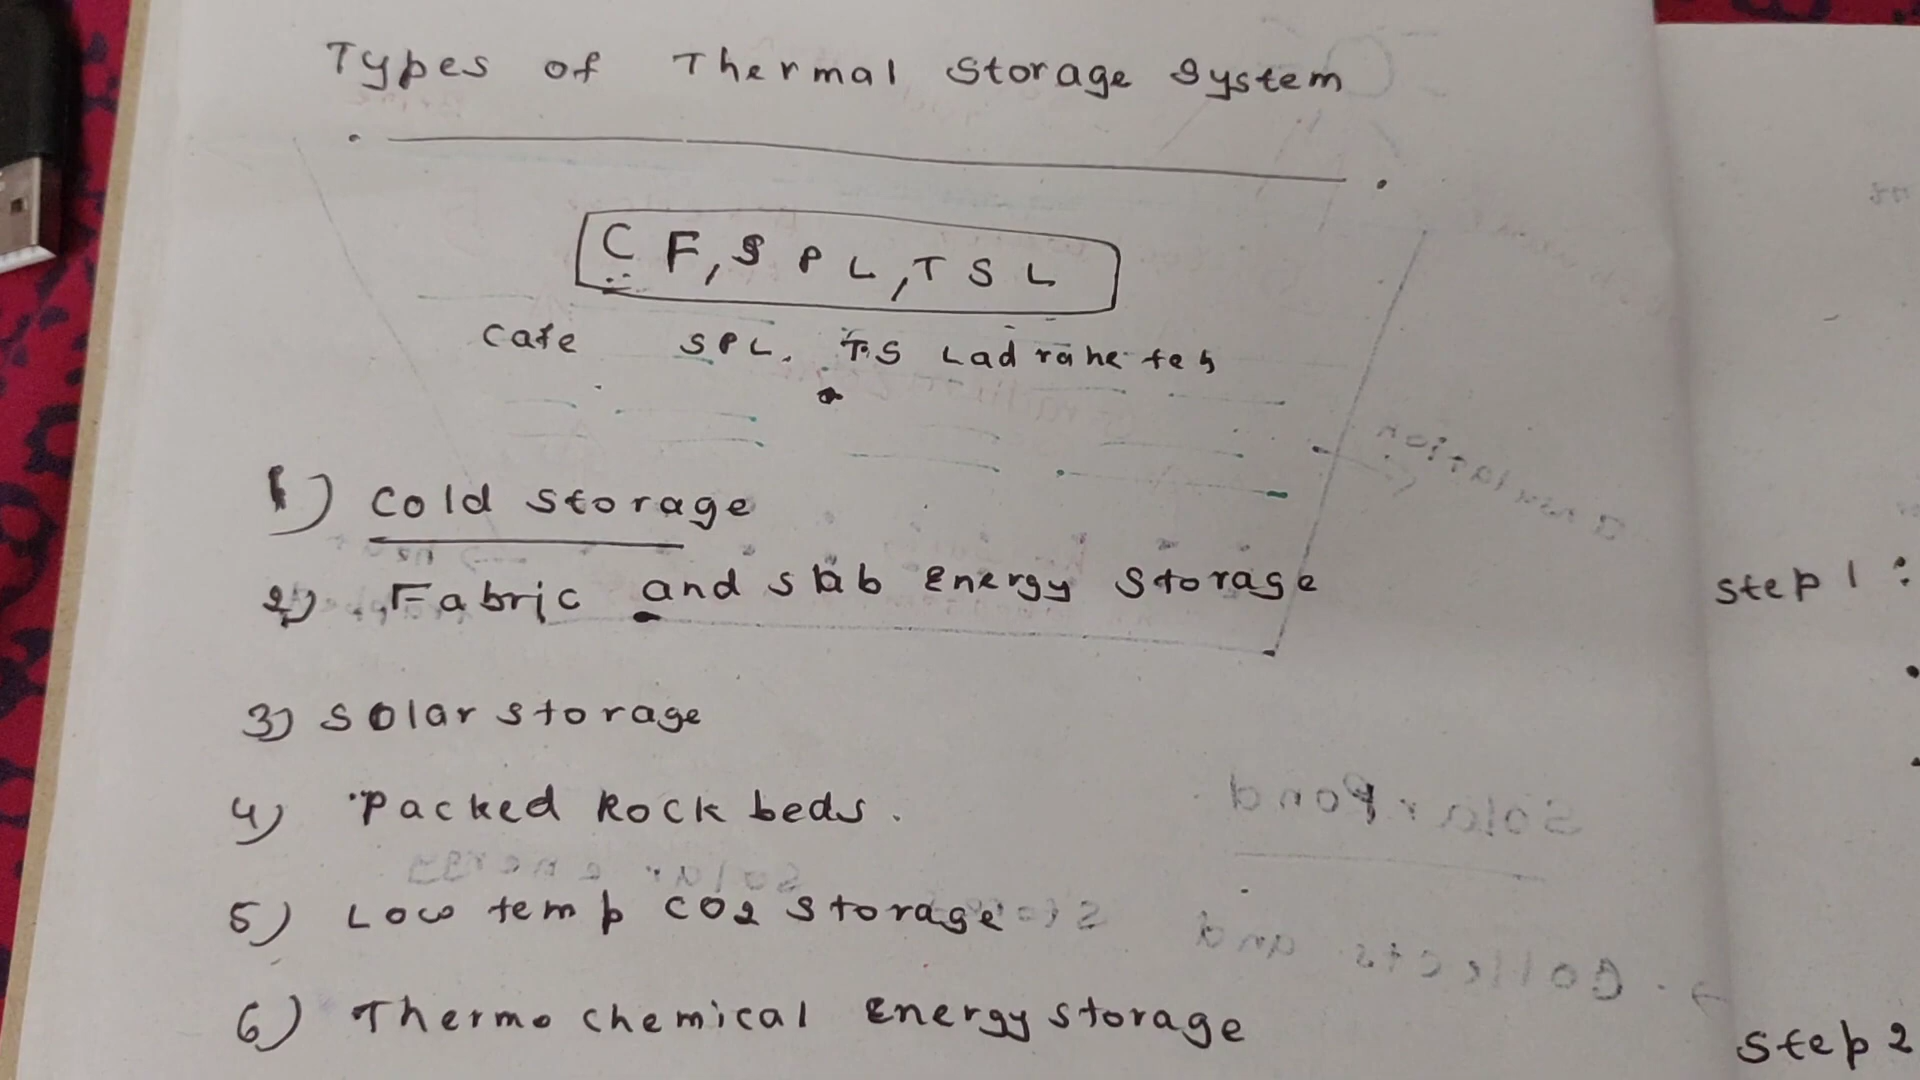 Types of Thermal Storage System
C F, S P L, T S L
Cafe SPL. TS Lad rahe teh
1) Cold storage
2) Fabric and slab Energy Storage
3) Solar storage
4) Packed Rock beds.
5) Low temp CO2 Storage
6) Thermo chemical Energy storage
Step 1 :
Step 2